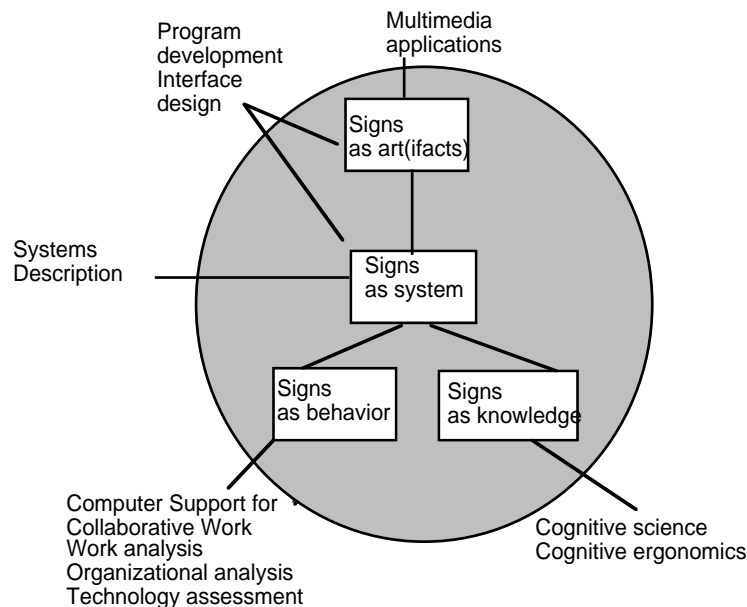 Program
development
Interface
design
Multimedia
applications
Signs
as art(ifacts)
Systems
Description
Signs
as system
Signs
as behavior
Signs
as knowledge
Computer Support for
Collaborative Work
Work analysis
Organizational analysis
Technology assessment
Cognitive science
Cognitive ergonomics